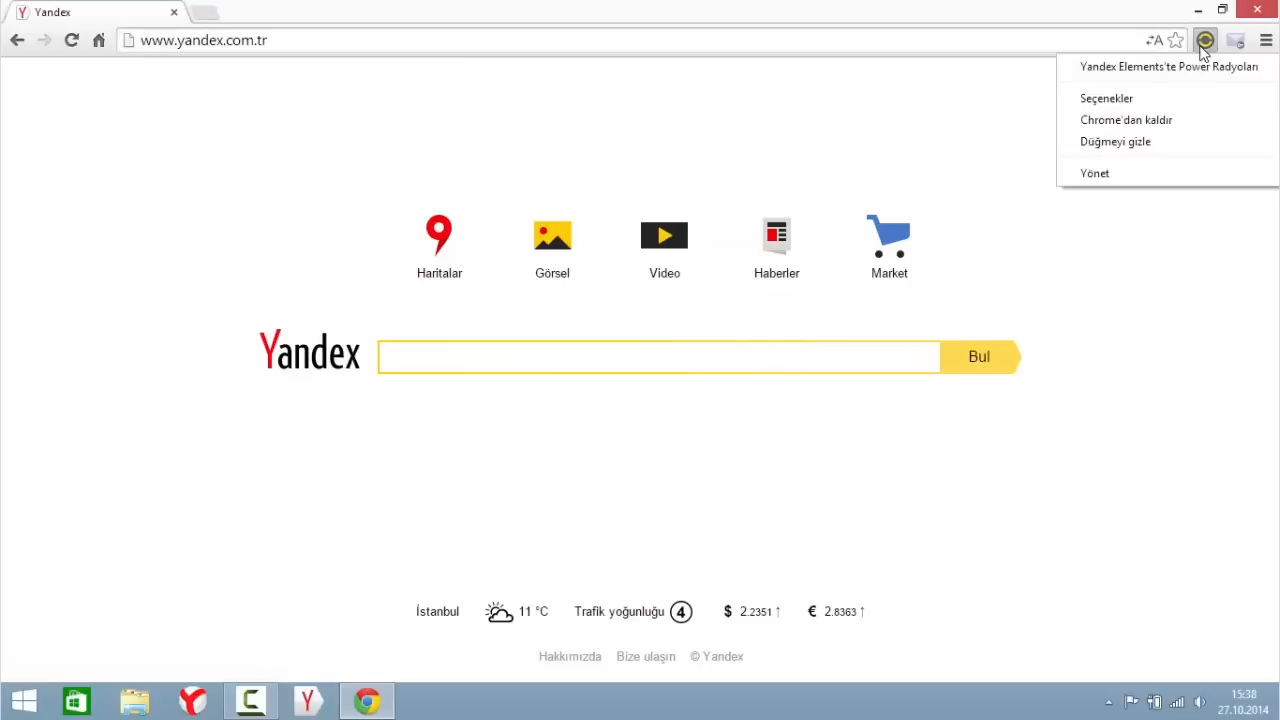 Yandex
www.yandex.com.tr
Yandex Elements'te Power Radyoları
Seçenekler
Chrome'dan kaldır
Düğmeyi gizle
Yönet
Haritalar
Görsel
Video
Haberler
Market
Yandex
Bul
İstanbul
11 °C
Trafik yoğunluğu 4
$ 2.2351 ↑
€ 2.8363 ↑
Hakkımızda Bize ulaşın © Yandex
15:38
27.10.2014